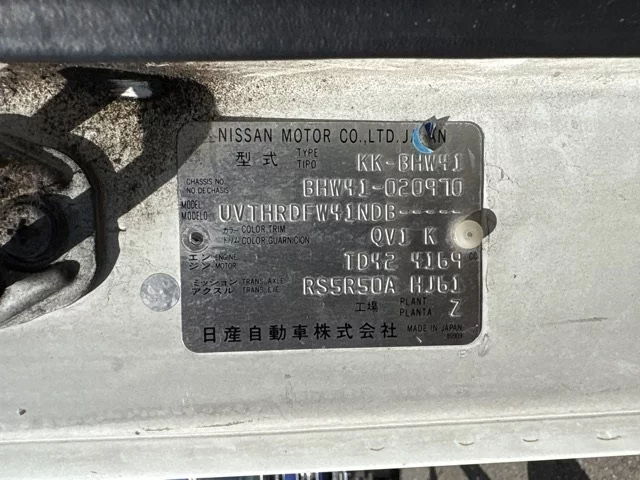 NISSAN MOTOR CO.,LTD. JAPAN
型式 TYPE TIPO KK-BHW41
CHASSIS NO. NO DECHASIS BHW41-020970
MODEL MODELO UVTHRDFW41NDB-----
カラー COLOR,TRIM トリム COLOR GUARNICION QV1 K
エンジン ENGINE MOTOR TD42 4169 cc
ミッション アクスル TRANS. AXLE TRANS. EJE RS5R50A HJ61
工場 PLANT PLANTA Z
日産自動車株式会社 MADE IN JAPAN